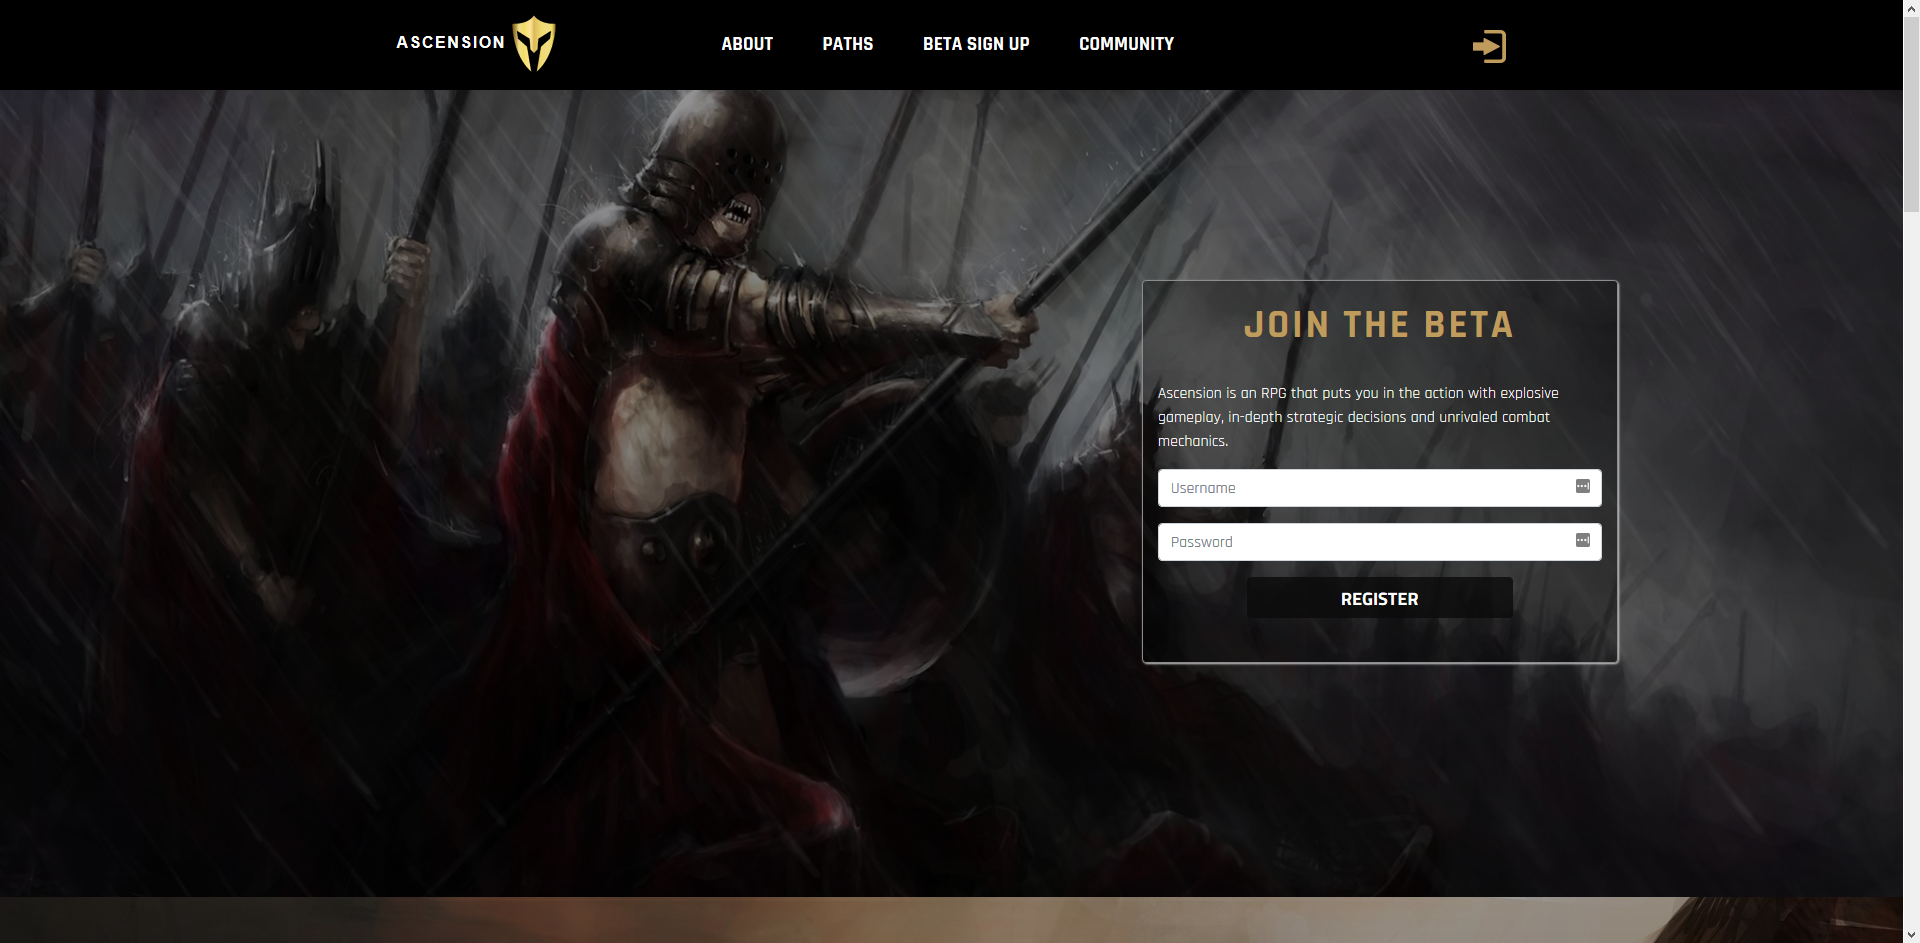 ASCENSION
ABOUT PATHS BETA SIGN UP COMMUNITY
JOIN THE BETA
Ascension is an RPG that puts you in the action with explosive
gameplay, in-depth strategic decisions and unrivaled combat
mechanics.
Username
Password
REGISTER